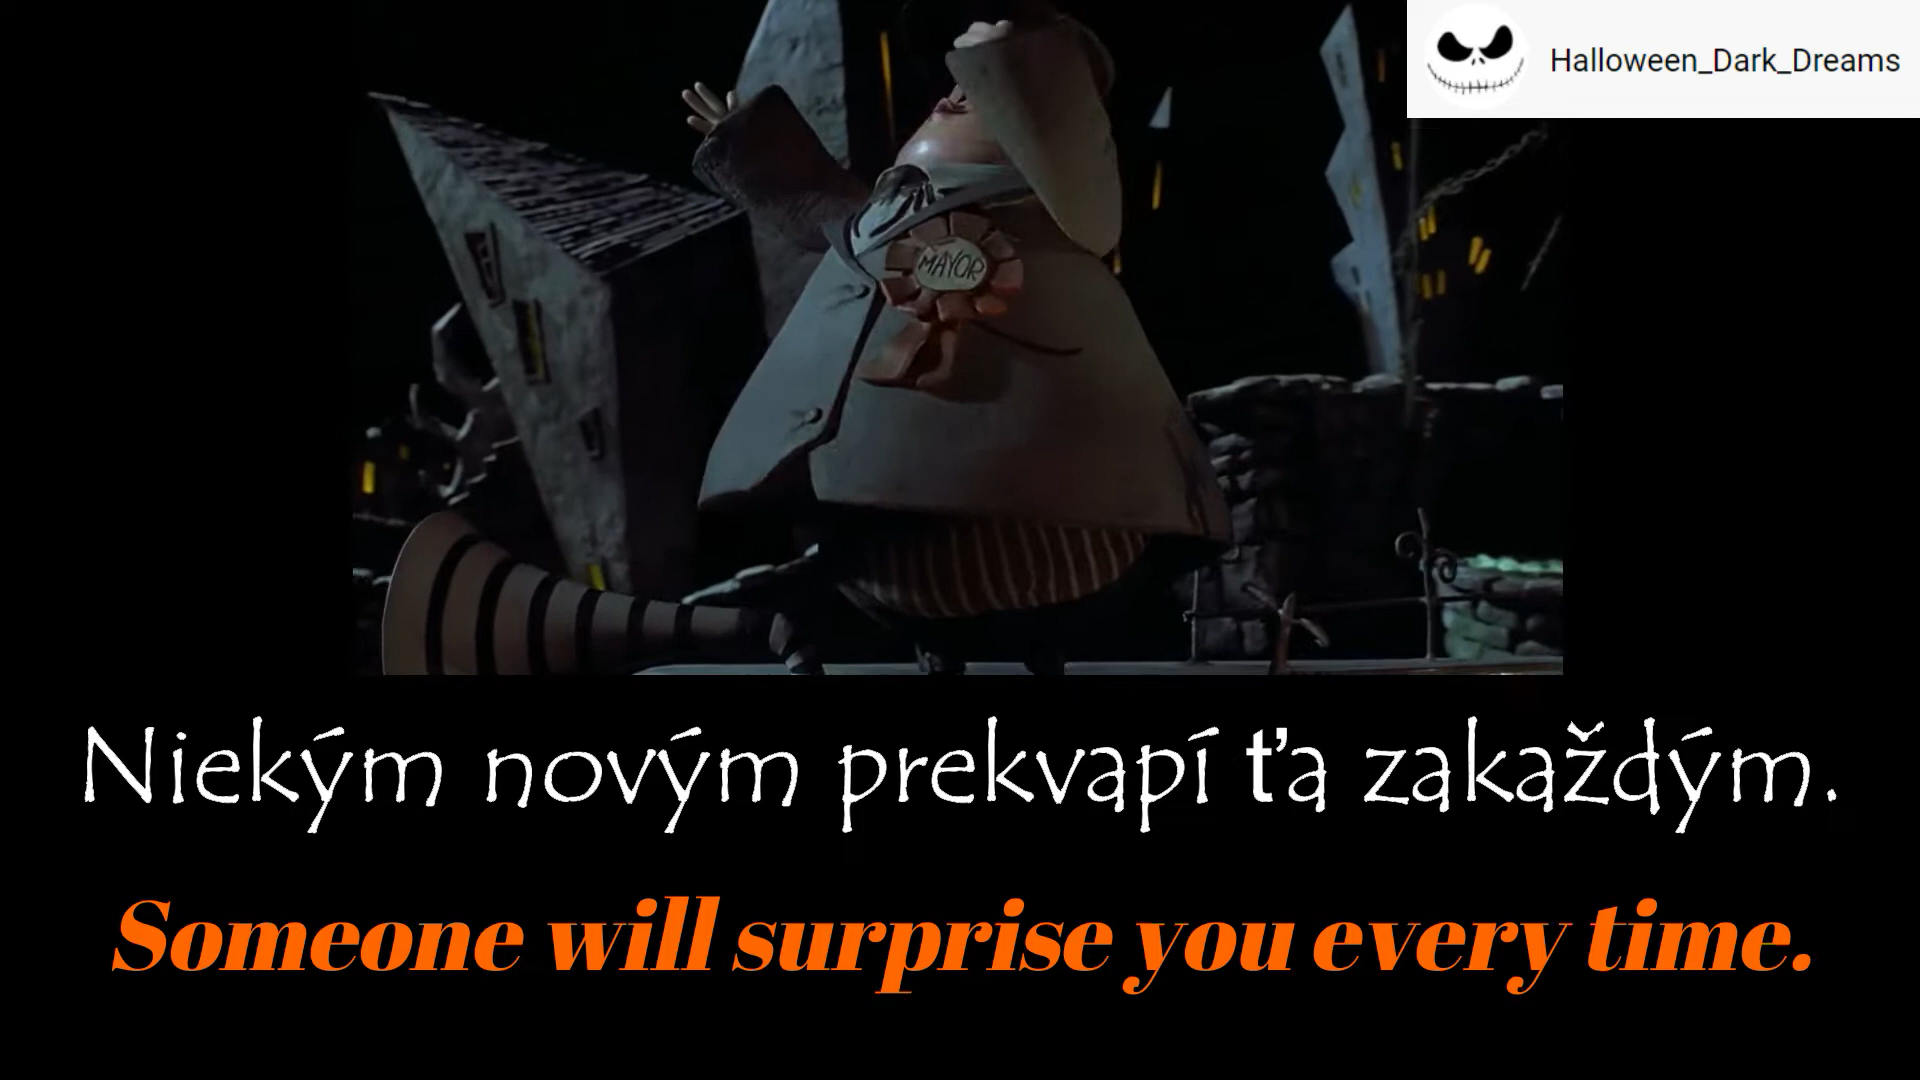 Halloween_Dark_Dreams
MAYOR
Niekým novým prekvapí ťa zakaždým.
Someone will surprise you every time.